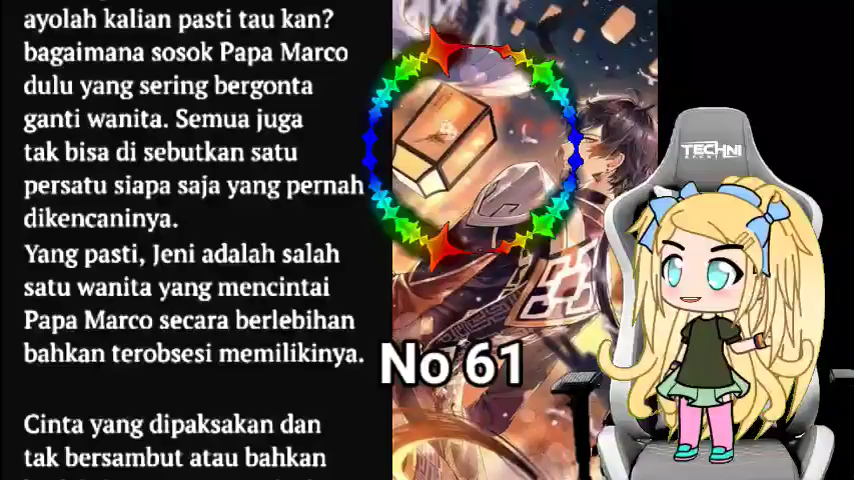 ayolah kalian pasti tau kan?
bagaimana sosok Papa Marco
dulu yang sering bergonta
ganti wanita. Semua juga
tak bisa di sebutkan satu
persatu siapa saja yang pernah
dikencaninya.
Yang pasti, Jeni adalah salah
satu wanita yang mencintai
Papa Marco secara berlebihan
bahkan terobsesi memilikinya.
Cinta yang dipaksakan dan
tak bersambut atau bahkan
No 61
TECHNI